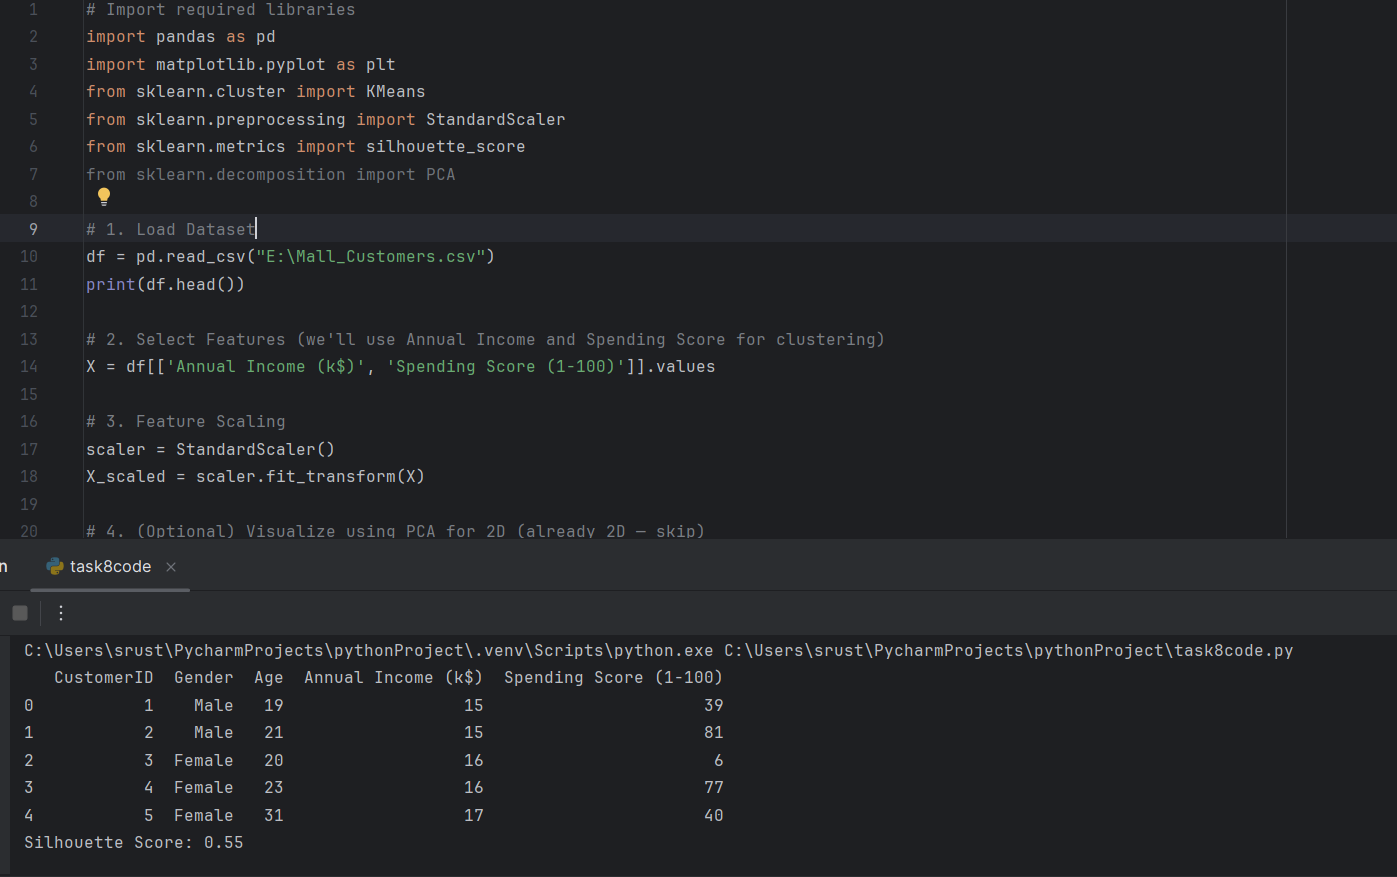 1 # Import required libraries
2 import pandas as pd
3 import matplotlib.pyplot as plt
4 from sklearn.cluster import KMeans
5 from sklearn.preprocessing import StandardScaler
6 from sklearn.metrics import silhouette_score
7 from sklearn.decomposition import PCA
8
9 # 1. Load Dataset
10 df = pd.read_csv("E:\Mall_Customers.csv")
11 print(df.head())
12
13 # 2. Select Features (we'll use Annual Income and Spending Score for clustering)
14 X = df[['Annual Income (k$)', 'Spending Score (1-100)']].values
15
16 # 3. Feature Scaling
17 scaler = StandardScaler()
18 X_scaled = scaler.fit_transform(X)
19
20 # 4. (Optional) Visualize using PCA for 2D (already 2D – skip)
n task8code
C:\Users\srust\PycharmProjects\pythonProject\.venv\Scripts\python.exe C:\Users\srust\PycharmProjects\pythonProject\task8code.py
CustomerID Gender Age Annual Income (k$) Spending Score (1-100)
0 1 Male 19 15 39
1 2 Male 21 15 81
2 3 Female 20 16 6
3 4 Female 23 16 77
4 5 Female 31 17 40
Silhouette Score: 0.55